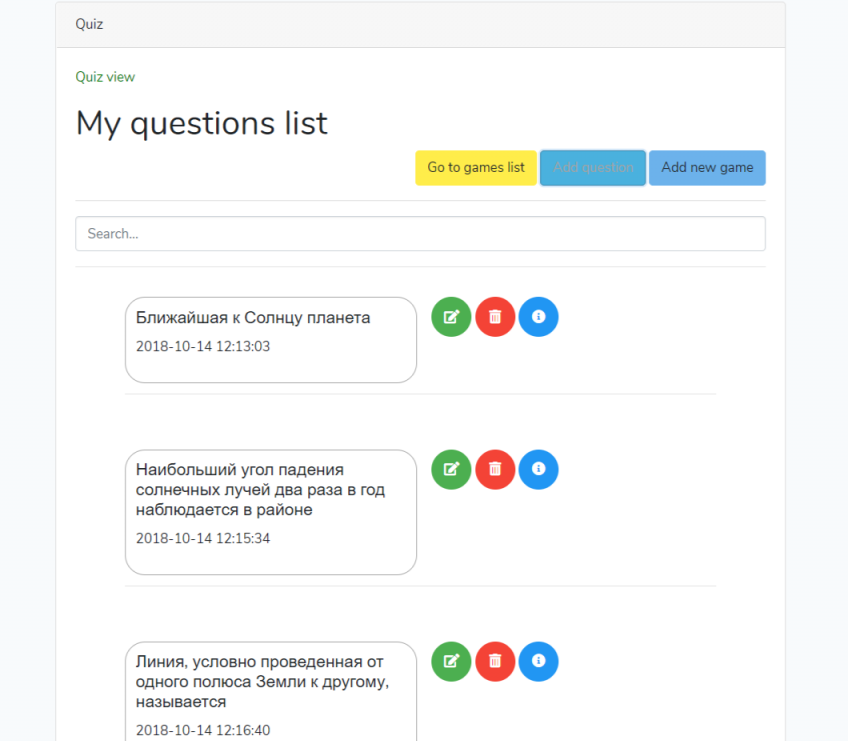 Quiz
Quiz view
My questions list
Go to games list Add question Add new game
Search...
Ближайшая к Солнцу планета
2018-10-14 12:13:03
Наибольший угол падения
солнечных лучей два раза в год
наблюдается в районе
2018-10-14 12:15:34
Линия, условно проведенная от
одного полюса Земли к другому,
называется
2018-10-14 12:16:40